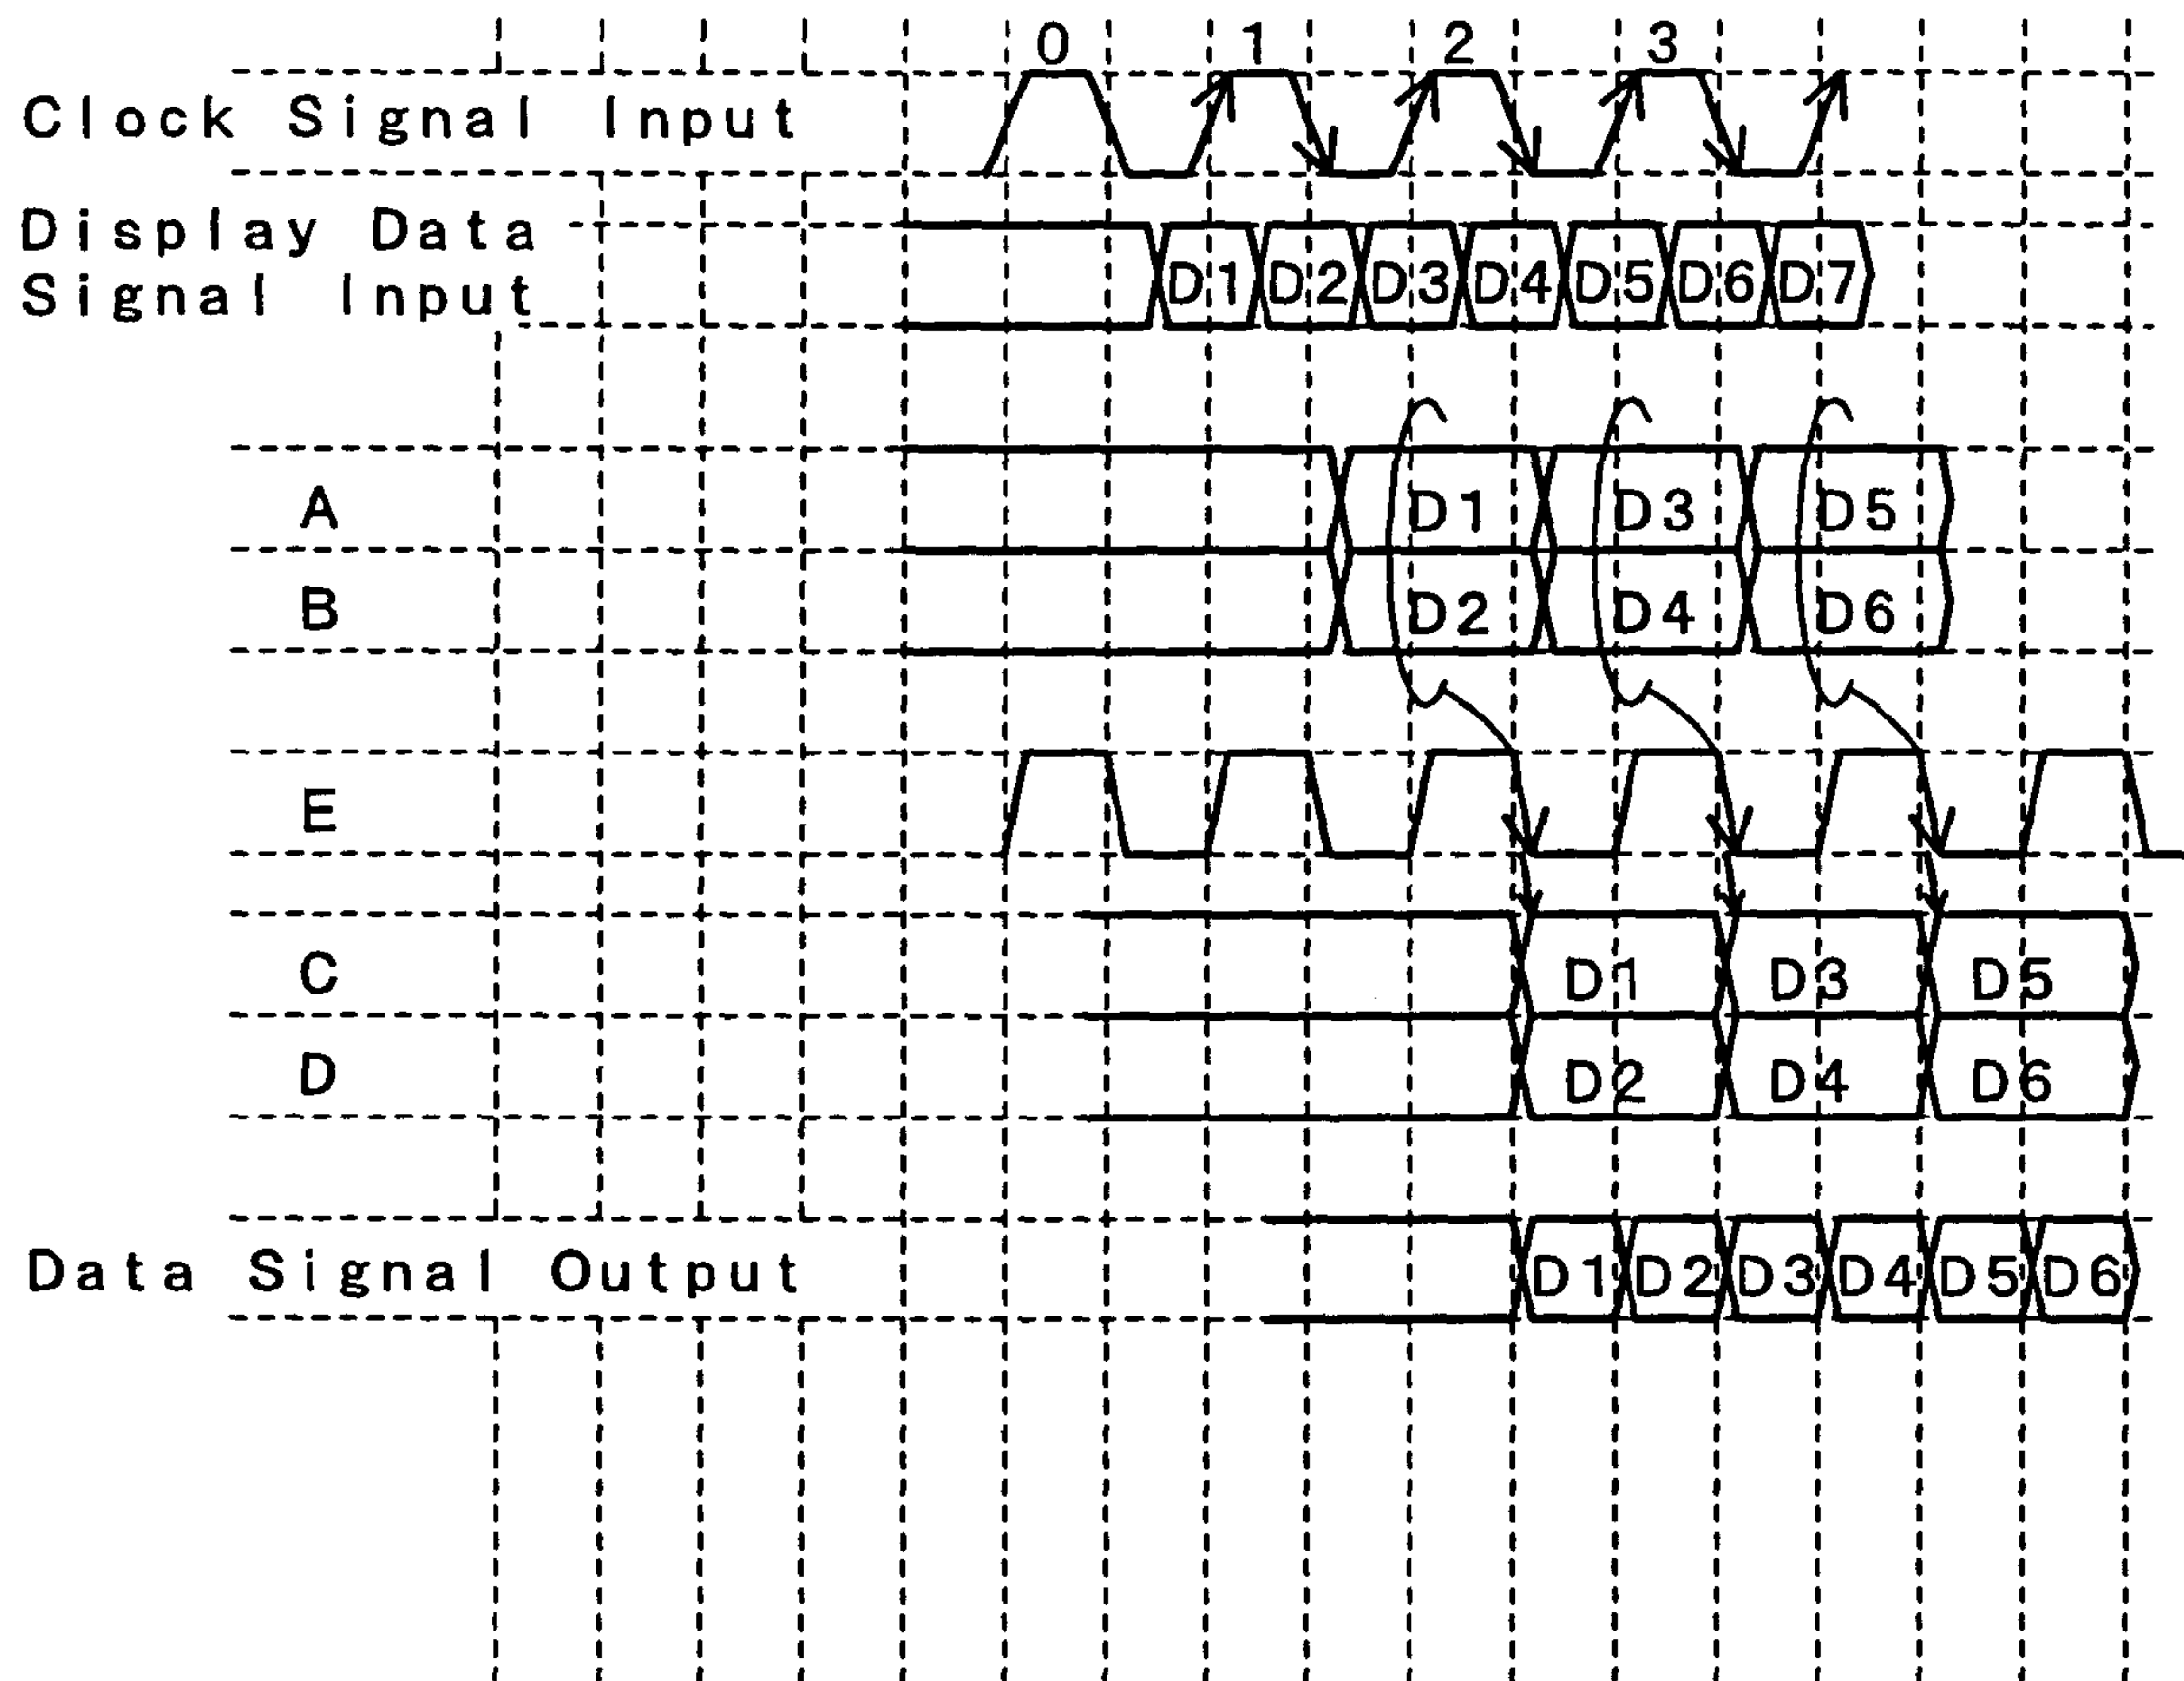 0 1 2 3
Clock Signal Input
Display Data
Signal Input
D1 D2 D3 D4 D5 D6 D7
A D1 D3 D5
B D2 D4 D6
E
C D1 D3 D5
D D2 D4 D6
Data Signal Output D1 D2 D3 D4 D5 D6